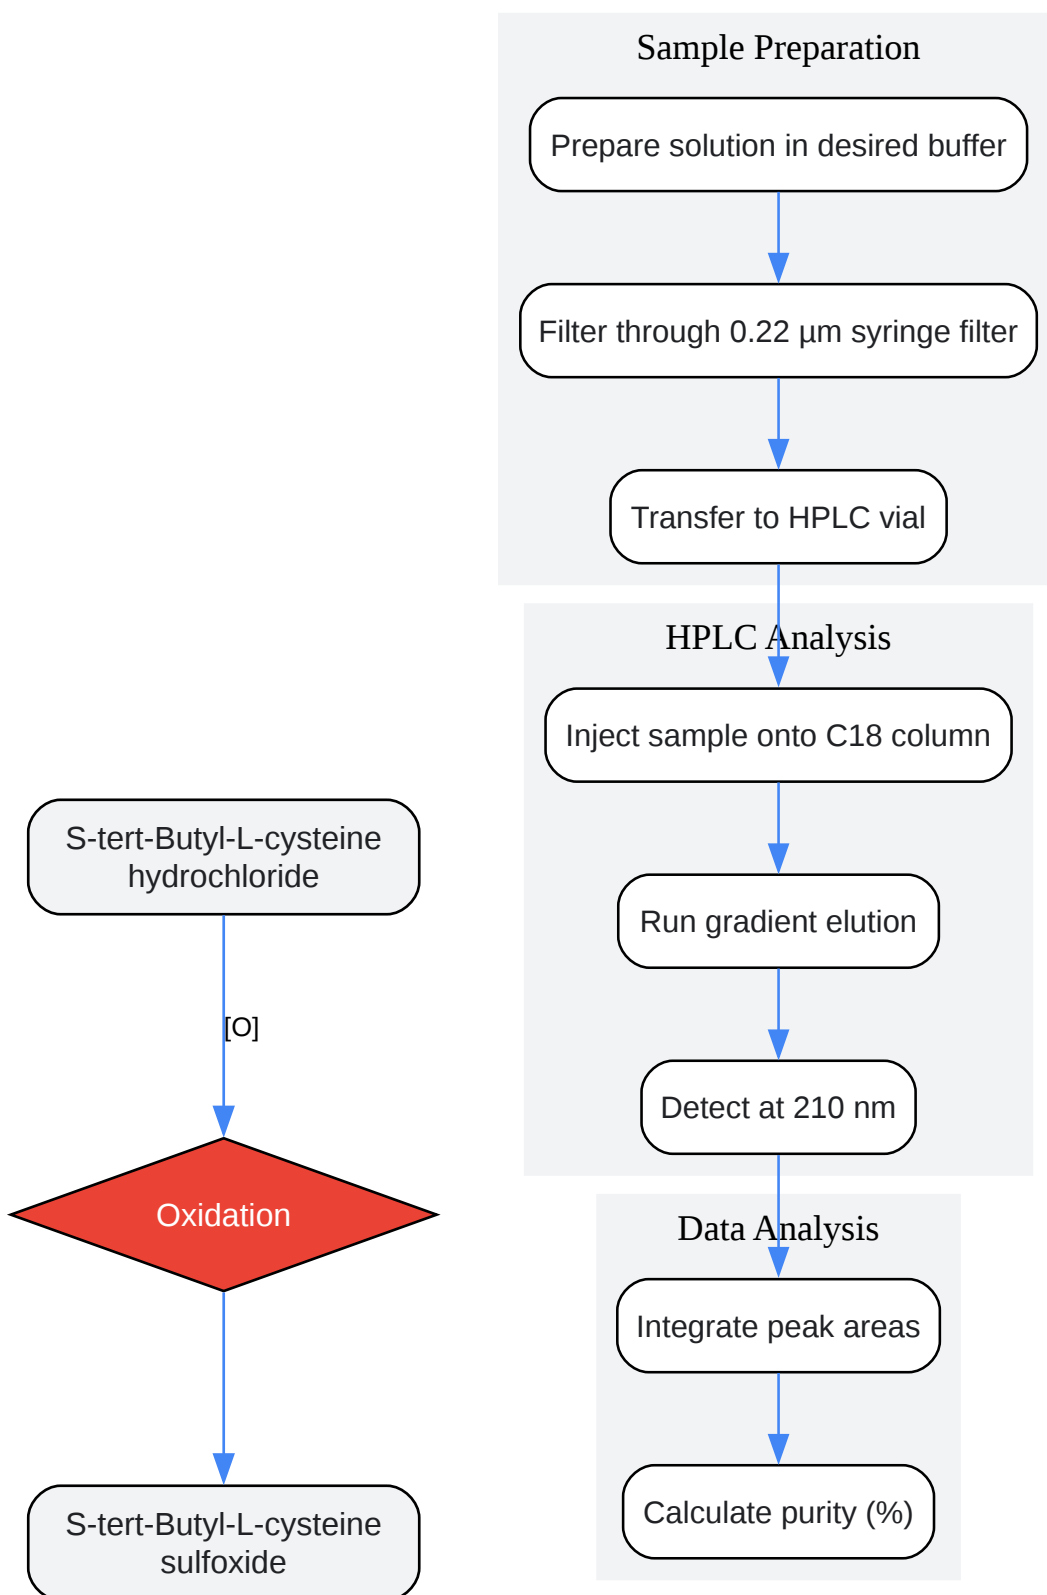 Sample Preparation
Prepare solution in desired buffer
Filter through 0.22 µm syringe filter
Transfer to HPLC vial
HPLC Analysis
Inject sample onto C18 column
Run gradient elution
Detect at 210 nm
Data Analysis
Integrate peak areas
Calculate purity (%)
S-tert-Butyl-L-cysteine
hydrochloride
[O]
Oxidation
S-tert-Butyl-L-cysteine
sulfoxide